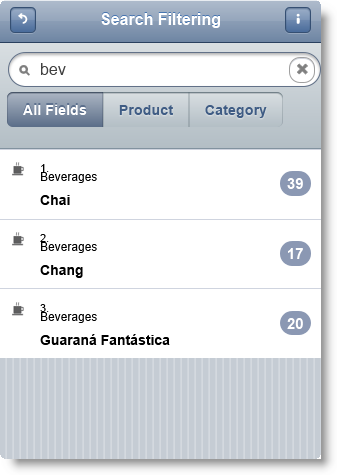 Search Filtering
bev
All Fields Product Category
1.
Beverages
Chai
39
2.
Beverages
Chang
17
3.
Beverages
Guaraná Fantástica
20